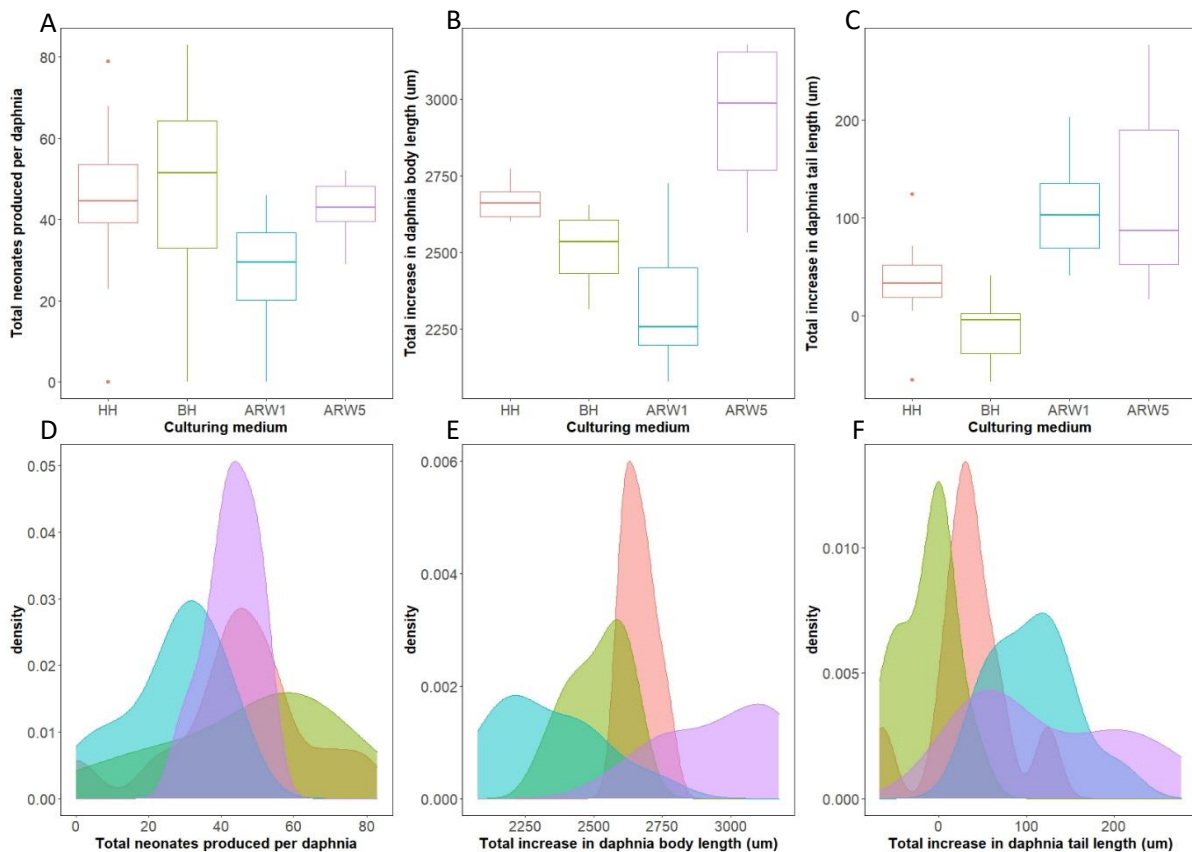 A
Total neonates produced per daphnia
80
60
40
20
0
HH BH ARW1 ARW5
Culturing medium
B
Total increase in daphnia body length (um)
3000
2750
2500
2250
HH BH ARW1 ARW5
Culturing medium
C
Total increase in daphnia tail length (um)
200
100
0
HH BH ARW1 ARW5
Culturing medium
D
density
0.05
0.04
0.03
0.02
0.01
0.00
0 20 40 60 80
Total neonates produced per daphnia
E
density
0.006
0.004
0.002
0.000
2250 2500 2750 3000
Total increase in daphnia body length (um)
F
density
0.010
0.005
0.000
0 100 200
Total increase in daphnia tail length (um)